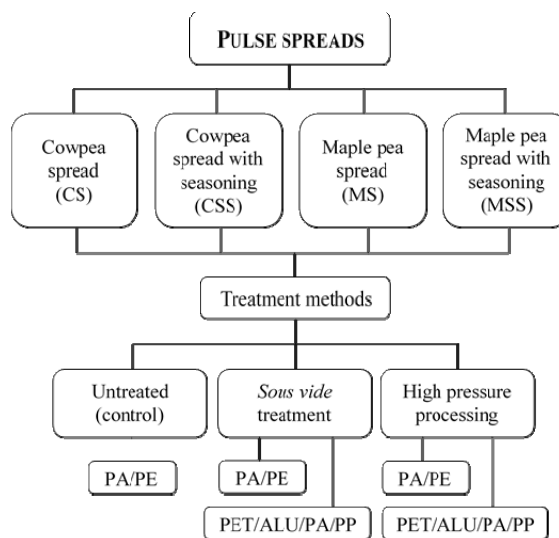 PULSE SPREADS
Cowpea
spread
(CS)
Cowpea
spread with
seasoning
(CSS)
Maple pea
spread
(MS)
Maple pea
spread with
seasoning
(MSS)
Treatment methods
Untreated
(control)
Sous vide
treatment
High pressure
processing
PA/PE
PA/PE
PA/PE
PET/ALU/PA/PP
PET/ALU/PA/PP